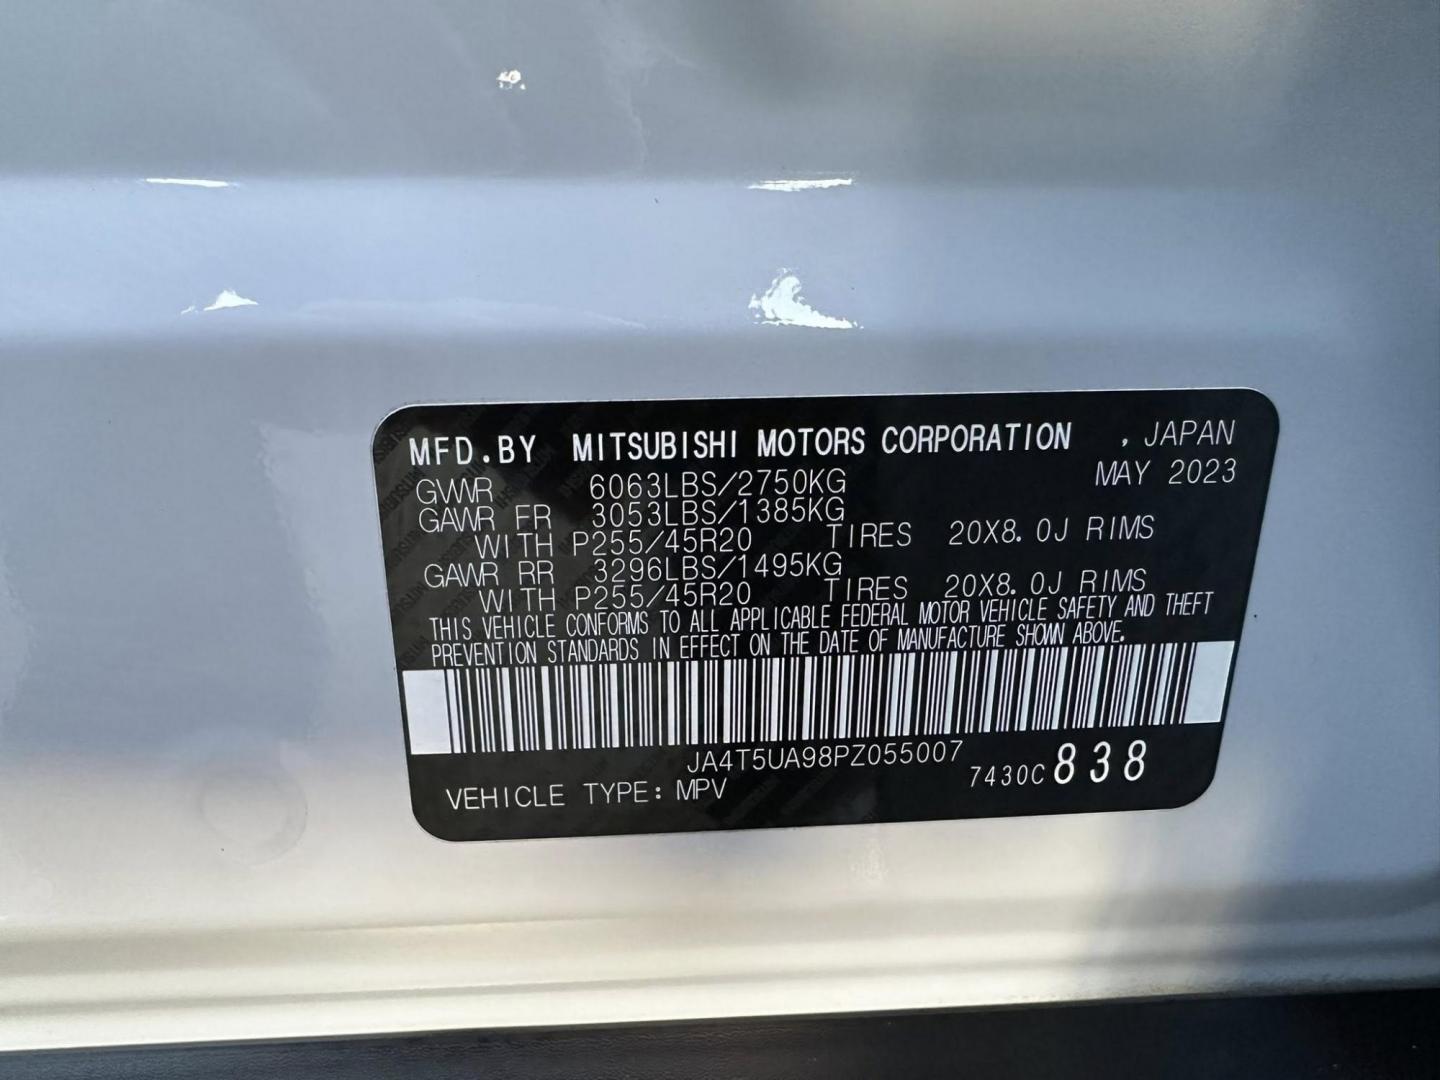 MFD.BY MITSUBISHI MOTORS CORPORATION , JAPAN
MAY 2023
GVWR 6063LBS/2750KG
GAWR FR 3053LBS/1385KG
WITH P255/45R20 TIRES 20X8.0J RIMS
GAWR RR 3296LBS/1495KG
WITH P255/45R20 TIRES 20X8.0J RIMS
THIS VEHICLE CONFORMS TO ALL APPLICABLE FEDERAL MOTOR VEHICLE SAFETY AND THEFT
PREVENTION STANDARDS IN EFFECT ON THE DATE OF MANUFACTURE SHOWN ABOVE.
JA4T5UA98PZ055007
7430C 838
VEHICLE TYPE: MPV